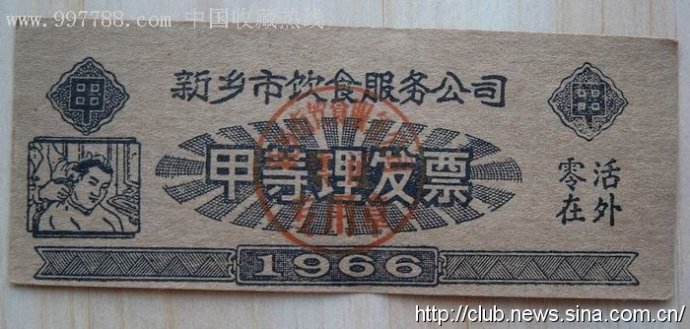 www.997788.com 中国收藏热线
新乡市饮食服务公司
甲等理发票
零活
在外
1966
http://club.news.sina.com.cn/